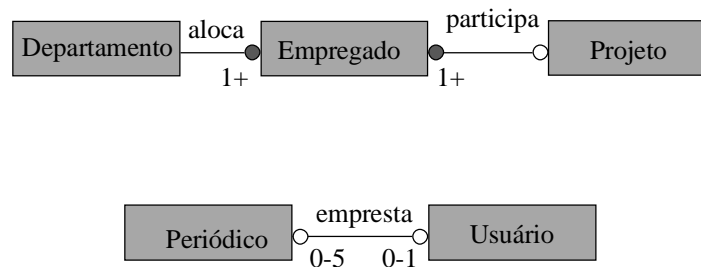 Departamento
aloca
1+
Empregado
1+
participa
Projeto
Periódico
empresta
0-5
0-1
Usuário